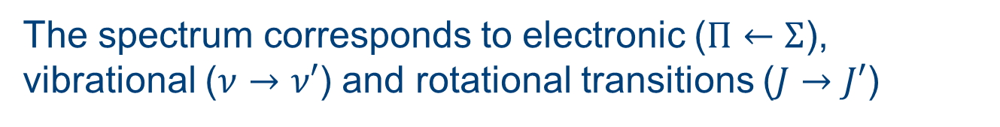 The spectrum corresponds to electronic (Π ← Σ),
vibrational (𝜈 → 𝜈′) and rotational transitions (𝐽 → 𝐽′)